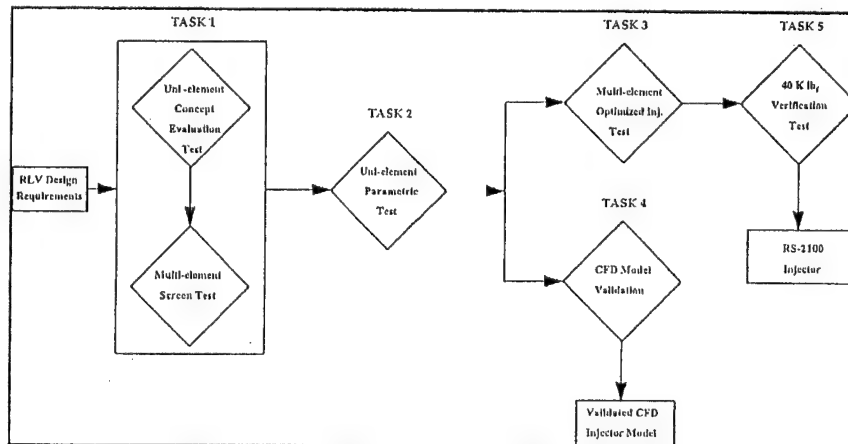 TASK 1
Uni-element
Concept
Evaluation
Test
RLV Design
Requirements
Multi-element
Screen Test
TASK 2
Uni-element
Parametric
Test
TASK 3
Multi-element
Optimized Inj.
Test
TASK 4
CFD Model
Validation
Validated CFD
Injector Model
TASK 5
40 K lbf
Verification
Test
RS-2100
Injector